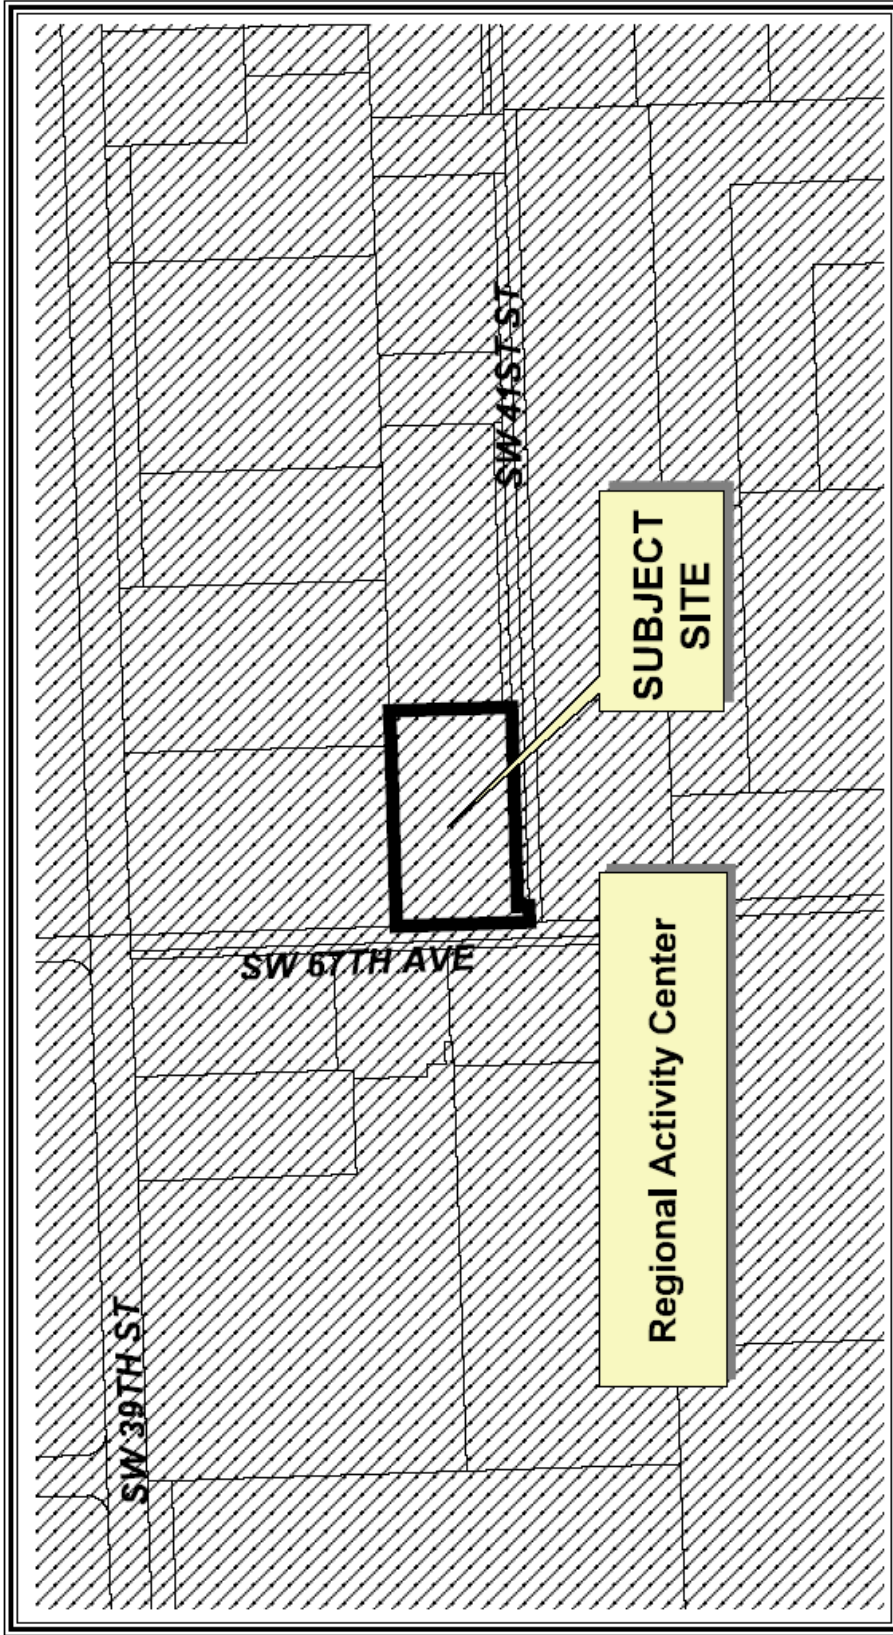 SW 39TH ST
SW 67TH AVE
SW 41ST ST
Regional Activity Center
SUBJECT
SITE